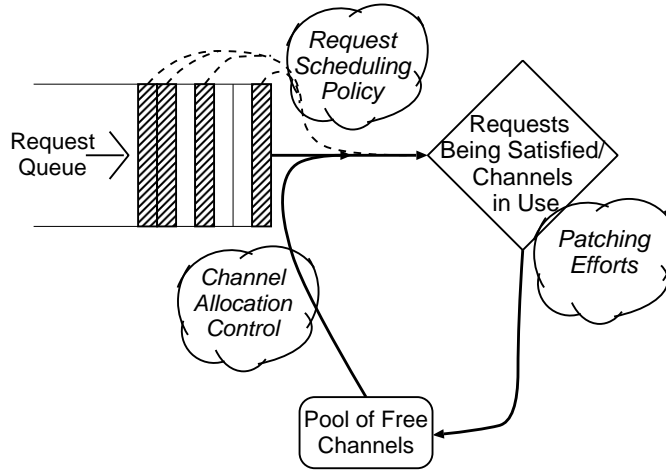 Request
Scheduling
Policy
Request
Queue
Requests
Being Satisfied/
Channels
in Use
Patching
Efforts
Channel
Allocation
Control
Pool of Free
Channels